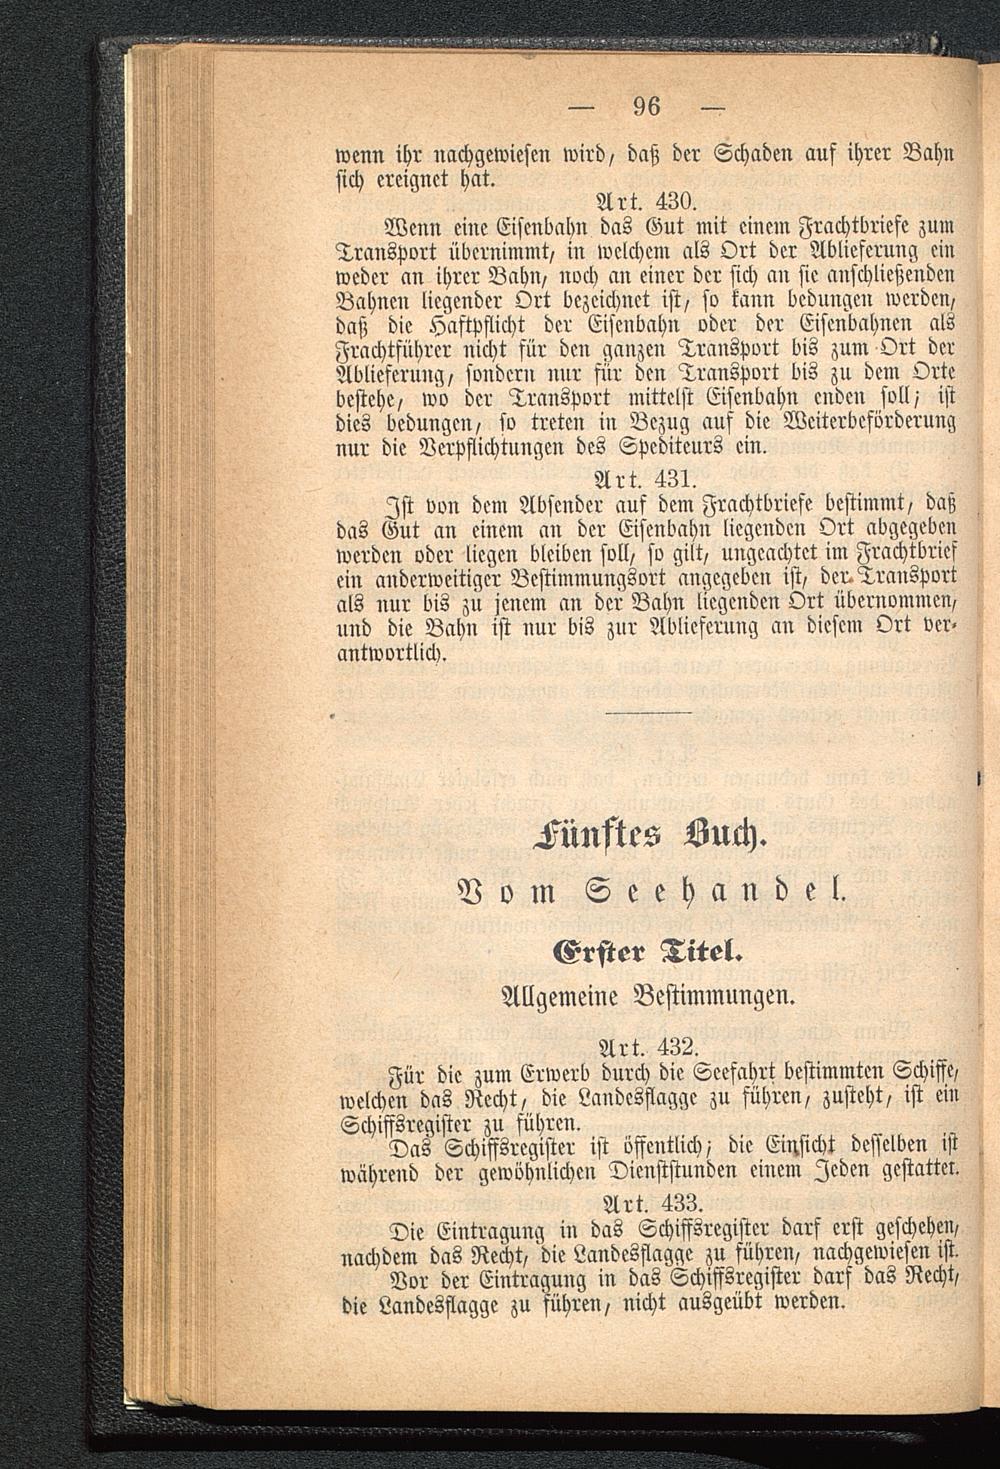 — 96 —
wenn ihr nachgewiesen wird, daß der Schaden auf ihrer Bahn
sich ereignet hat.
Art. 430.
Wenn eine Eisenbahn das Gut mit einem Frachtbriefe zum
Transport übernimmt, in welchem als Ort der Ablieferung ein
weder an ihrer Bahn, noch an einer der sich an sie anschließenden
Bahnen liegender Ort bezeichnet ist, so kann bedungen werden,
daß die Haftpflicht der Eisenbahn oder der Eisenbahnen als
Frachtführer nicht für den ganzen Transport bis zum Ort der
Ablieferung, sondern nur für den Transport bis zu dem Orte
bestehe, wo der Transport mittelst Eisenbahn enden soll; ist
dies bedungen, so treten in Bezug auf die Weiterbeförderung
nur die Verpflichtungen des Spediteurs ein.
Art. 431.
Ist von dem Absender auf dem Frachtbriefe bestimmt, daß
das Gut an einem an der Eisenbahn liegenden Ort abgegeben
werden oder liegen bleiben soll, so gilt, ungeachtet im Frachtbrief
ein anderweitiger Bestimmungsort angegeben ist, der Transport
als nur bis zu jenem an der Bahn liegenden Ort übernommen,
und die Bahn ist nur bis zur Ablieferung an diesem Ort ver-
antwortlich.
Fünftes Buch.
Vom Seehandel.
Erster Titel.
Allgemeine Bestimmungen.
Art. 432.
Für die zum Erwerb durch die Seefahrt bestimmten Schiffe,
welchen das Recht, die Landesflagge zu führen, zusteht, ist ein
Schiffsregister zu führen.
Das Schiffsregister ist öffentlich; die Einsicht desselben ist
während der gewöhnlichen Dienststunden einem Jeden gestattet.
Art. 433.
Die Eintragung in das Schiffsregister darf erst geschehen,
nachdem das Recht, die Landesflagge zu führen, nachgewiesen ist.
Vor der Eintragung in das Schiffsregister darf das Recht,
die Landesflagge zu führen, nicht ausgeübt werden.